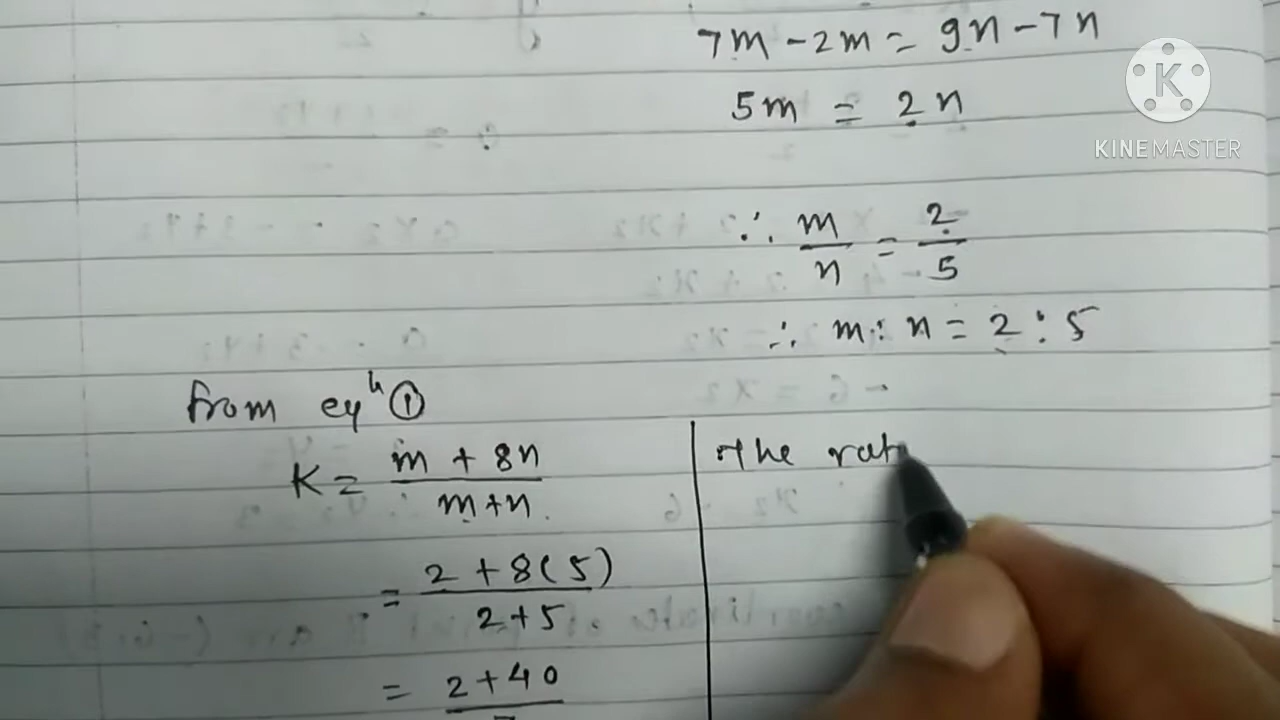 7m - 2m = 9n - 7n
5m = 2n
KINEMASTER
∴ m/n = 2/5
∴ m : n = 2 : 5
from eqⁿ ①
K = (m + 8n)/(m + n)
= (2 + 8(5))/(2 + 5)
= (2 + 40)/7
The rat